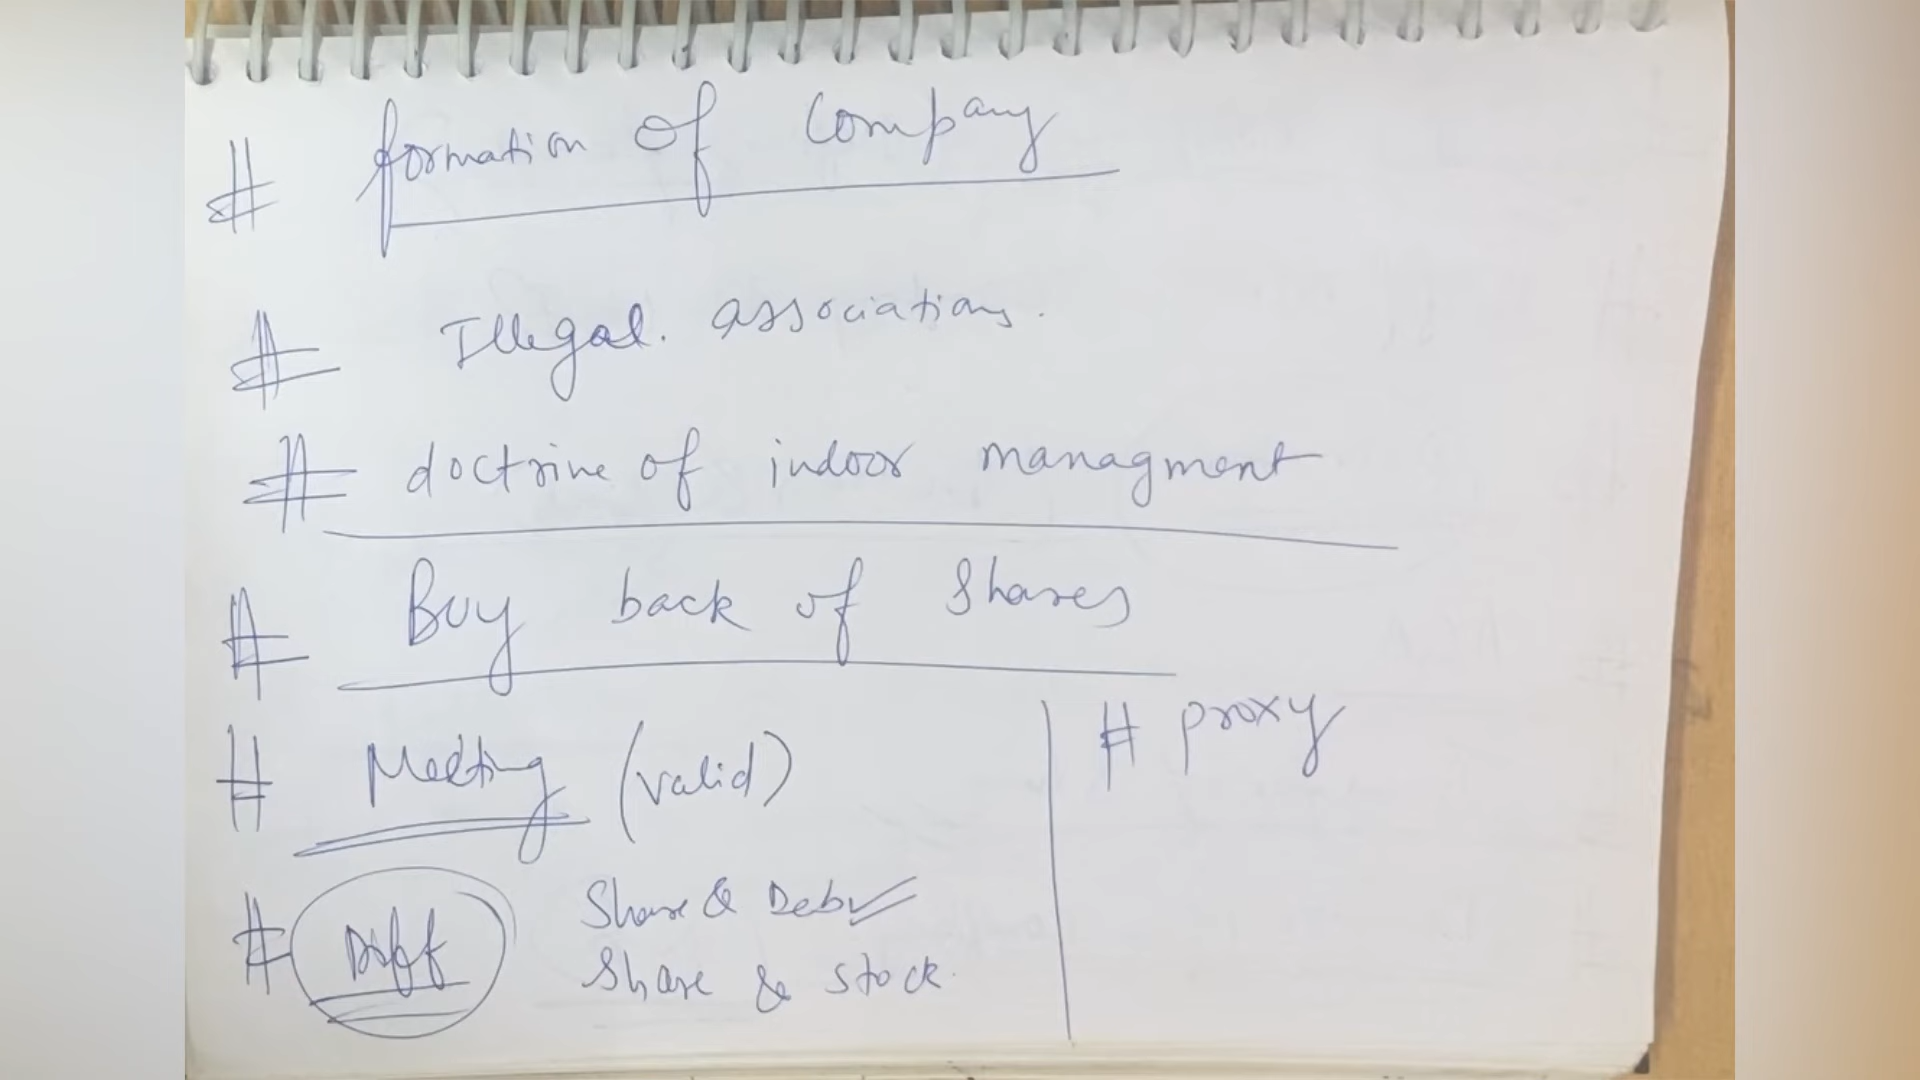 # formation of Company
# Illegal. associations.
# doctrine of indoor managment
# Buy back of Shares
# Meeting (valid)
# proxy
# Diff
Share & Deb
Share & Stock.